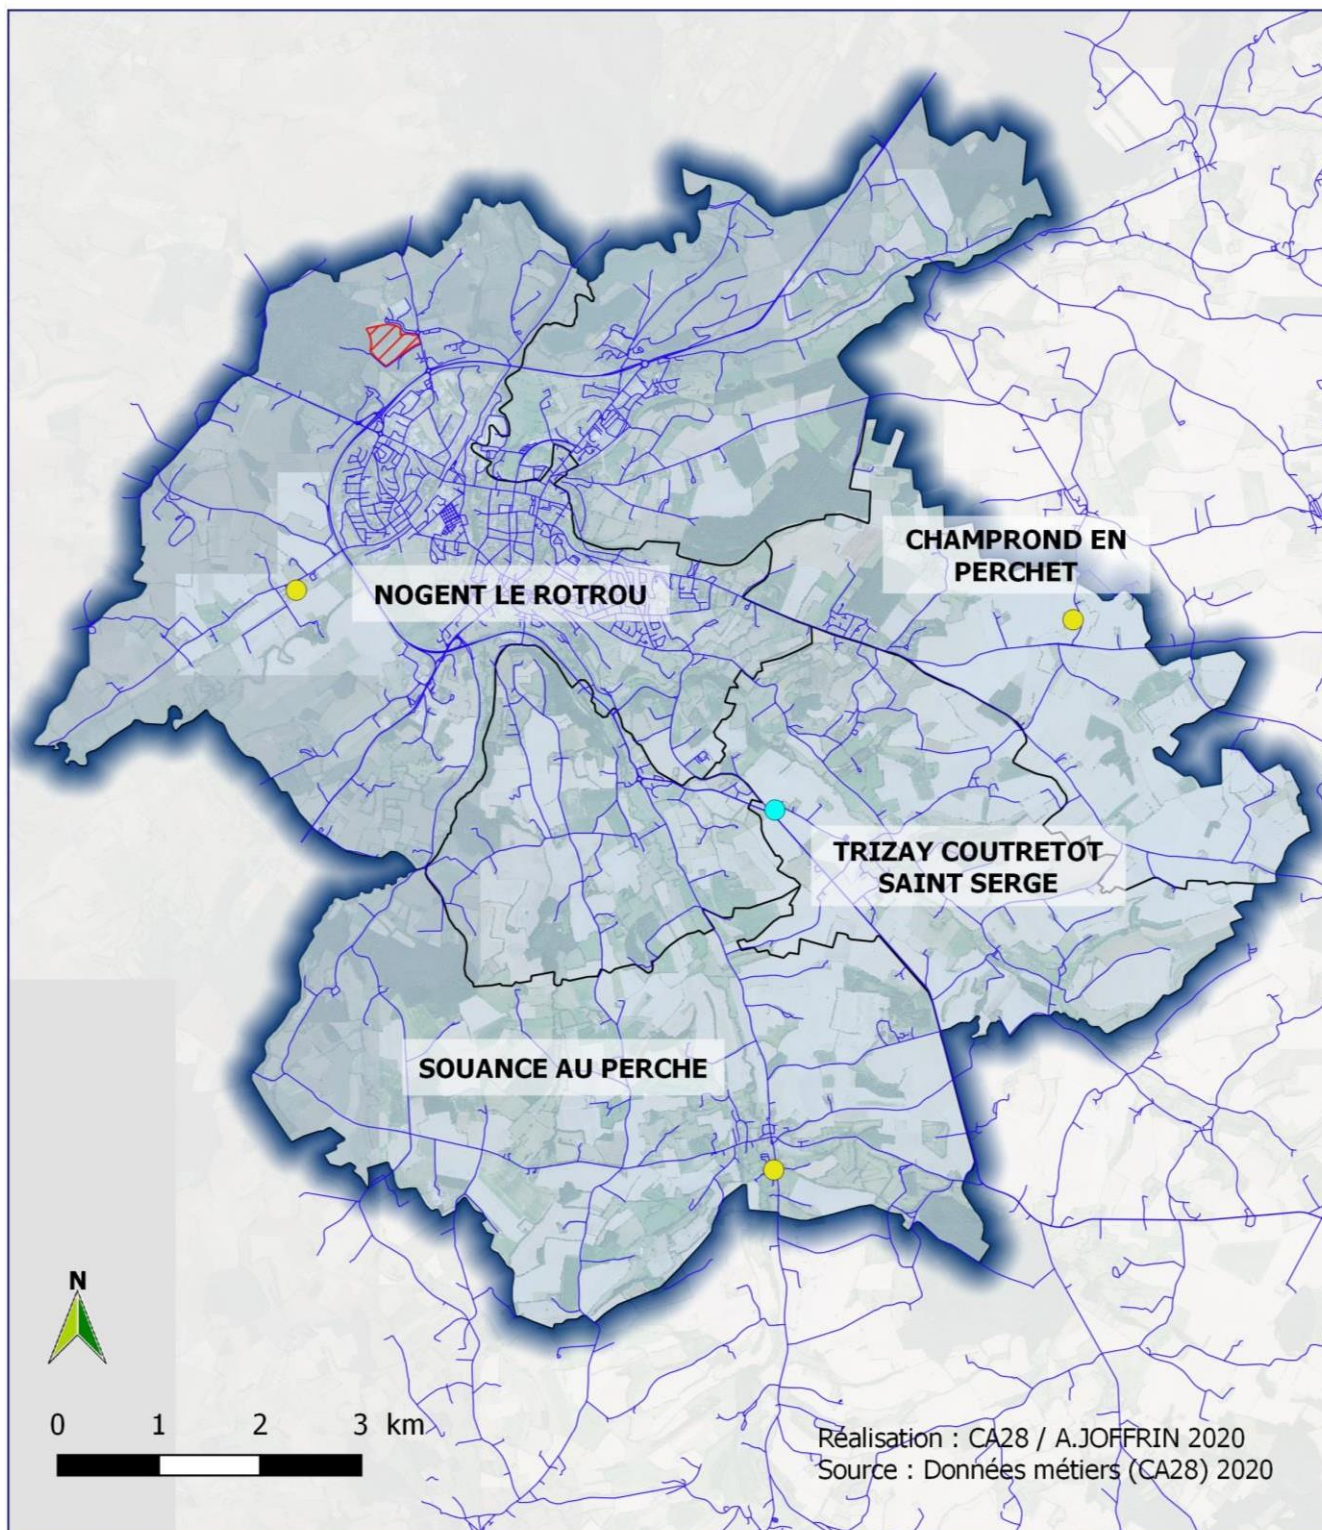 CHAMPROND EN
PERCHET
NOGENT LE ROTROU
TRIZAY COUTRETOT
SAINT SERGE
SOUANCE AU PERCHE
N
0 1 2 3 km
Réalisation : CA28 / A.JOFFRIN 2020
Source : Données métiers (CA28) 2020